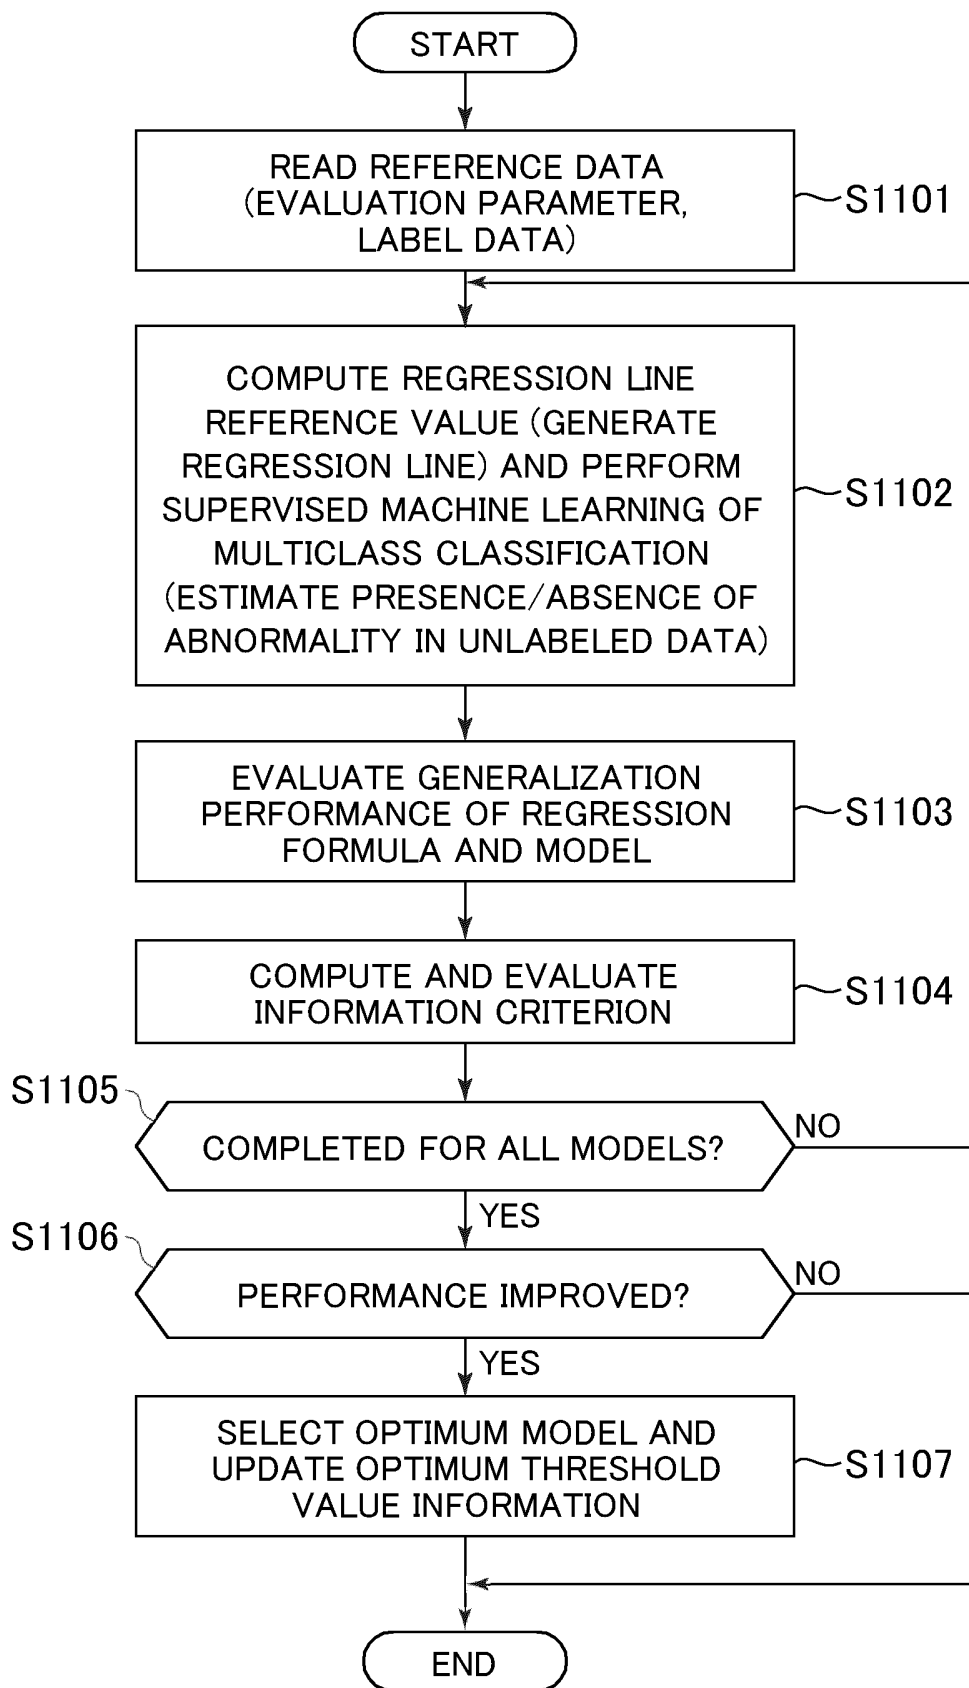 START
READ REFERENCE DATA
(EVALUATION PARAMETER,
LABEL DATA)
S1101
COMPUTE REGRESSION LINE
REFERENCE VALUE (GENERATE
REGRESSION LINE) AND PERFORM
SUPERVISED MACHINE LEARNING OF
MULTICLASS CLASSIFICATION
(ESTIMATE PRESENCE/ABSENCE OF
ABNORMALITY IN UNLABELED DATA)
S1102
EVALUATE GENERALIZATION
PERFORMANCE OF REGRESSION
FORMULA AND MODEL
S1103
COMPUTE AND EVALUATE
INFORMATION CRITERION
S1104
S1105
COMPLETED FOR ALL MODELS?
NO
YES
S1106
PERFORMANCE IMPROVED?
NO
YES
SELECT OPTIMUM MODEL AND
UPDATE OPTIMUM THRESHOLD
VALUE INFORMATION
S1107
END